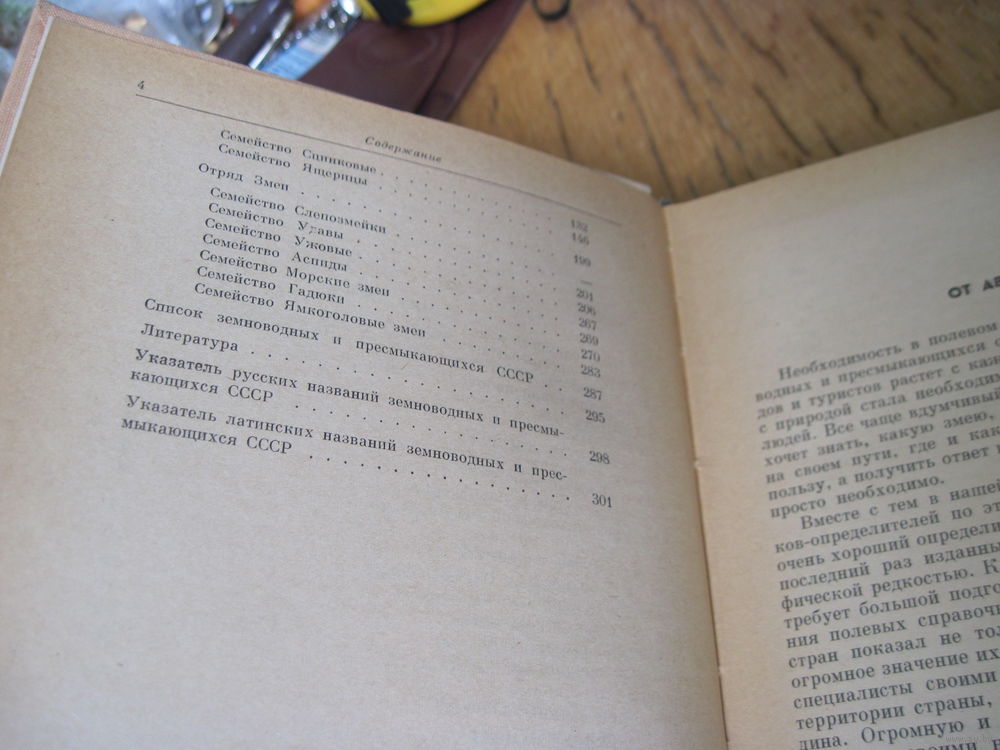 4
Содержание
Семейство Сцинковые . . . . . . . . . . 132
Семейство Ящерицы . . . . . . . . . . 146
Отряд Змеи . . . . . . . . . . 199
Семейство Слепозмейки . . . . . . . . . . —
Семейство Удавы . . . . . . . . . . 201
Семейство Ужовые . . . . . . . . . . 206
Семейство Аспиды . . . . . . . . . . 267
Семейство Морские змеи . . . . . . . . . . 269
Семейство Гадюки . . . . . . . . . . 270
Семейство Ямкоголовые змеи . . . . . . . . . . 283
Список земноводных и пресмыкающихся СССР . . 287
Литература . . . . . . . . . . 295
Указатель русских названий земноводных и пресмы-
кающихся СССР . . . . . . . . . . 298
Указатель латинских названий земноводных и прес-
мыкающихся СССР . . . . . . . . . . 301
ОТ АВ
Необходимость в полевом
водных и пресмыкающихся с
дов и туристов растет с каж
с природой стала необходим
людей. Все чаще вдумчивый
хочет знать, какую змею,
на своем пути, где и как
пользу, а получить ответ
просто необходимо.
Вместе с тем в нашей
ков-определителей по эт
очень хороший определи
последний раз изданны
фической редкостью. К
требует большой подго
ния полевых справочн
стран показал не тол
огромное значение их
специалисты своими
территории страны,
дина. Огромную и